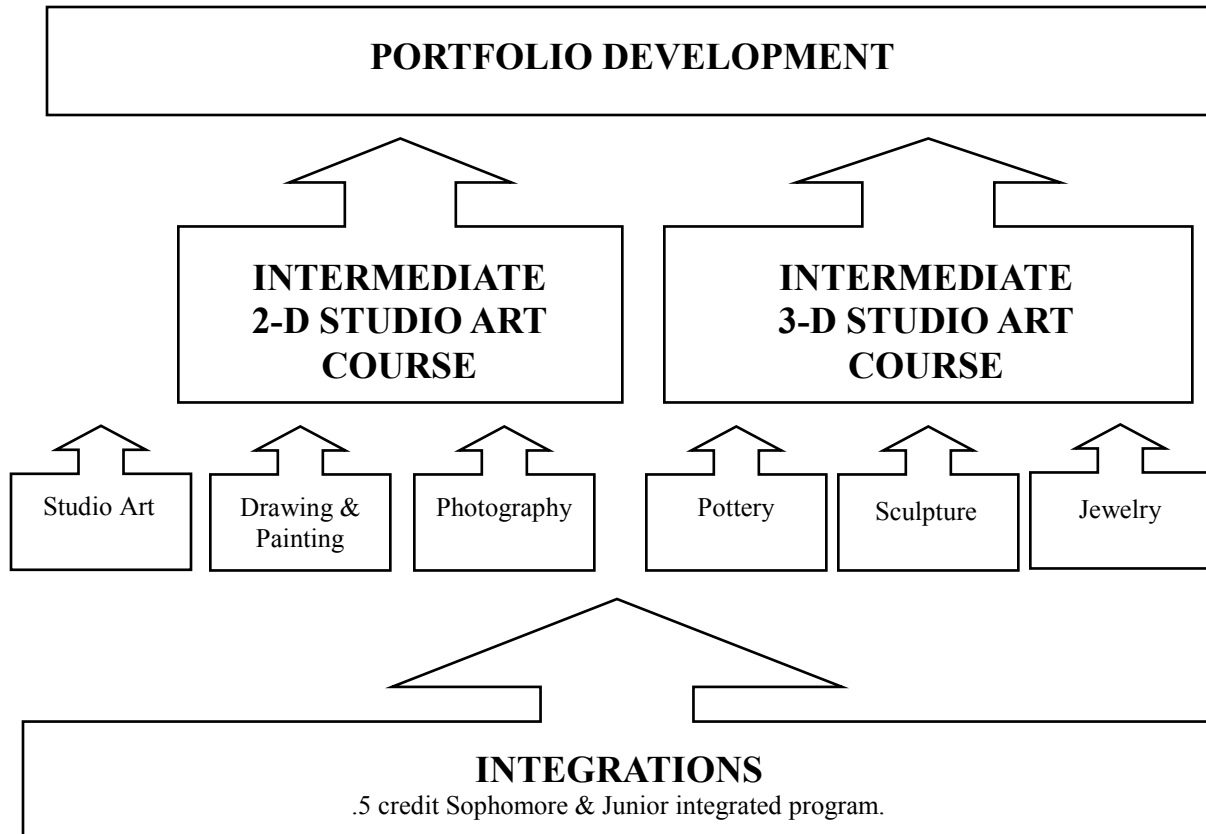 PORTFOLIO DEVELOPMENT
INTERMEDIATE
2-D STUDIO ART
COURSE
INTERMEDIATE
3-D STUDIO ART
COURSE
Studio Art
Drawing &
Painting
Photography
Pottery
Sculpture
Jewelry
INTEGRATIONS
.5 credit Sophomore & Junior integrated program.